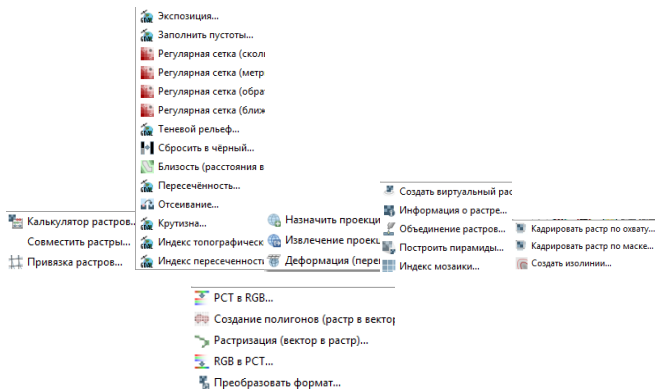 Экспозиция...
Заполнить пустоты...
Регулярная сетка (сколь
Регулярная сетка (метр
Регулярная сетка (обра
Регулярная сетка (ближ
Теневой рельеф...
Сбросить в чёрный...
Близость (расстояния в
Пересечённость...
Отсеивание...
Крутизна...
Индекс топографическ
Индекс пересеченности
Калькулятор растров...
Совместить растры...
Привязка растров...
Назначить проекци
Извлечение проекц
Деформация (пере
Создать виртуальный рас
Информация о растре...
Объединение растров...
Построить пирамиды...
Индекс мозаики...
Кадрировать растр по охвату...
Кадрировать растр по маске...
Создать изолинии...
PCT в RGB...
Создание полигонов (растр в вектор
Растризация (вектор в растр)...
RGB в PCT...
Преобразовать формат...